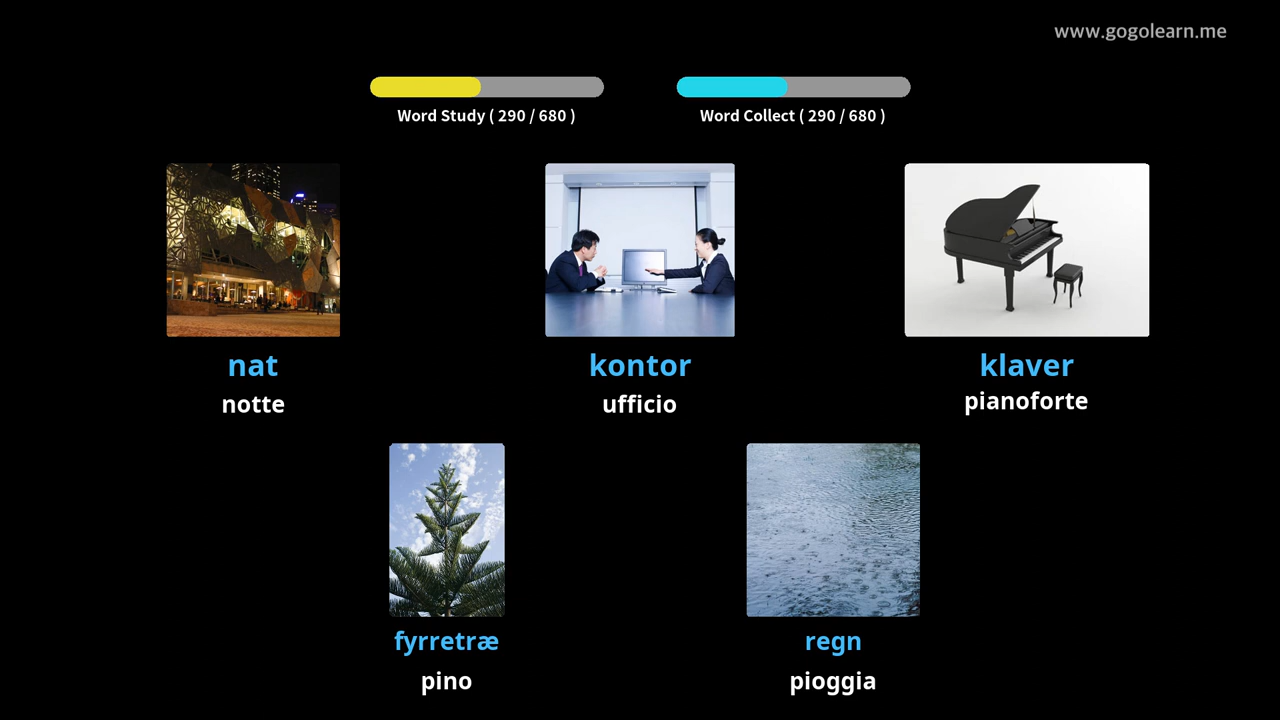 www.gogolearn.me
Word Study ( 290 / 680 )
Word Collect ( 290 / 680 )
nat
kontor
klaver
notte
ufficio
pianoforte
fyrretræ
regn
pino
pioggia